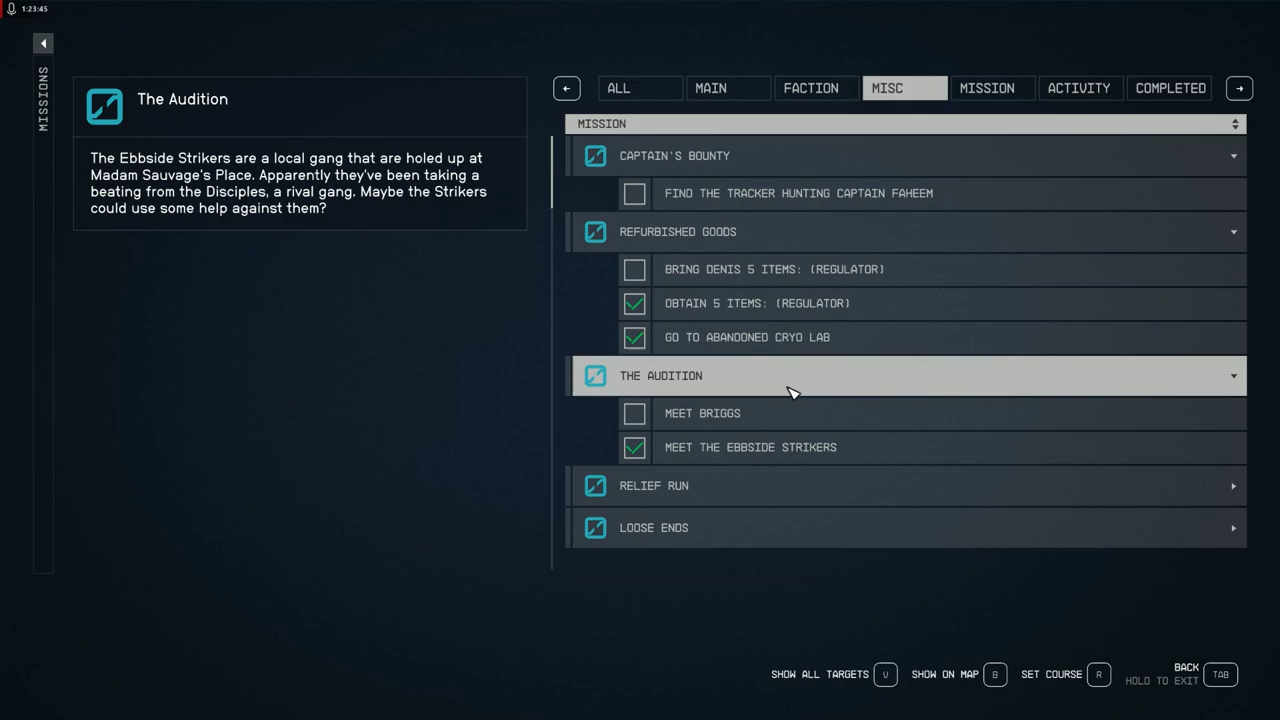 1:23:45
MISSIONS
The Audition
The Ebbside Strikers are a local gang that are holed up at
Madam Sauvage's Place. Apparently they've been taking a
beating from the Disciples, a rival gang. Maybe the Strikers
could use some help against them?
ALL MAIN FACTION MISC MISSION ACTIVITY COMPLETED
MISSION
CAPTAIN'S BOUNTY
FIND THE TRACKER HUNTING CAPTAIN FAHEEM
REFURBISHED GOODS
BRING DENIS 5 ITEMS: (REGULATOR)
OBTAIN 5 ITEMS: (REGULATOR)
GO TO ABANDONED CRYO LAB
THE AUDITION
MEET BRIGGS
MEET THE EBBSIDE STRIKERS
RELIEF RUN
LOOSE ENDS
SHOW ALL TARGETS V SHOW ON MAP B SET COURSE R BACK
HOLD TO EXIT TAB